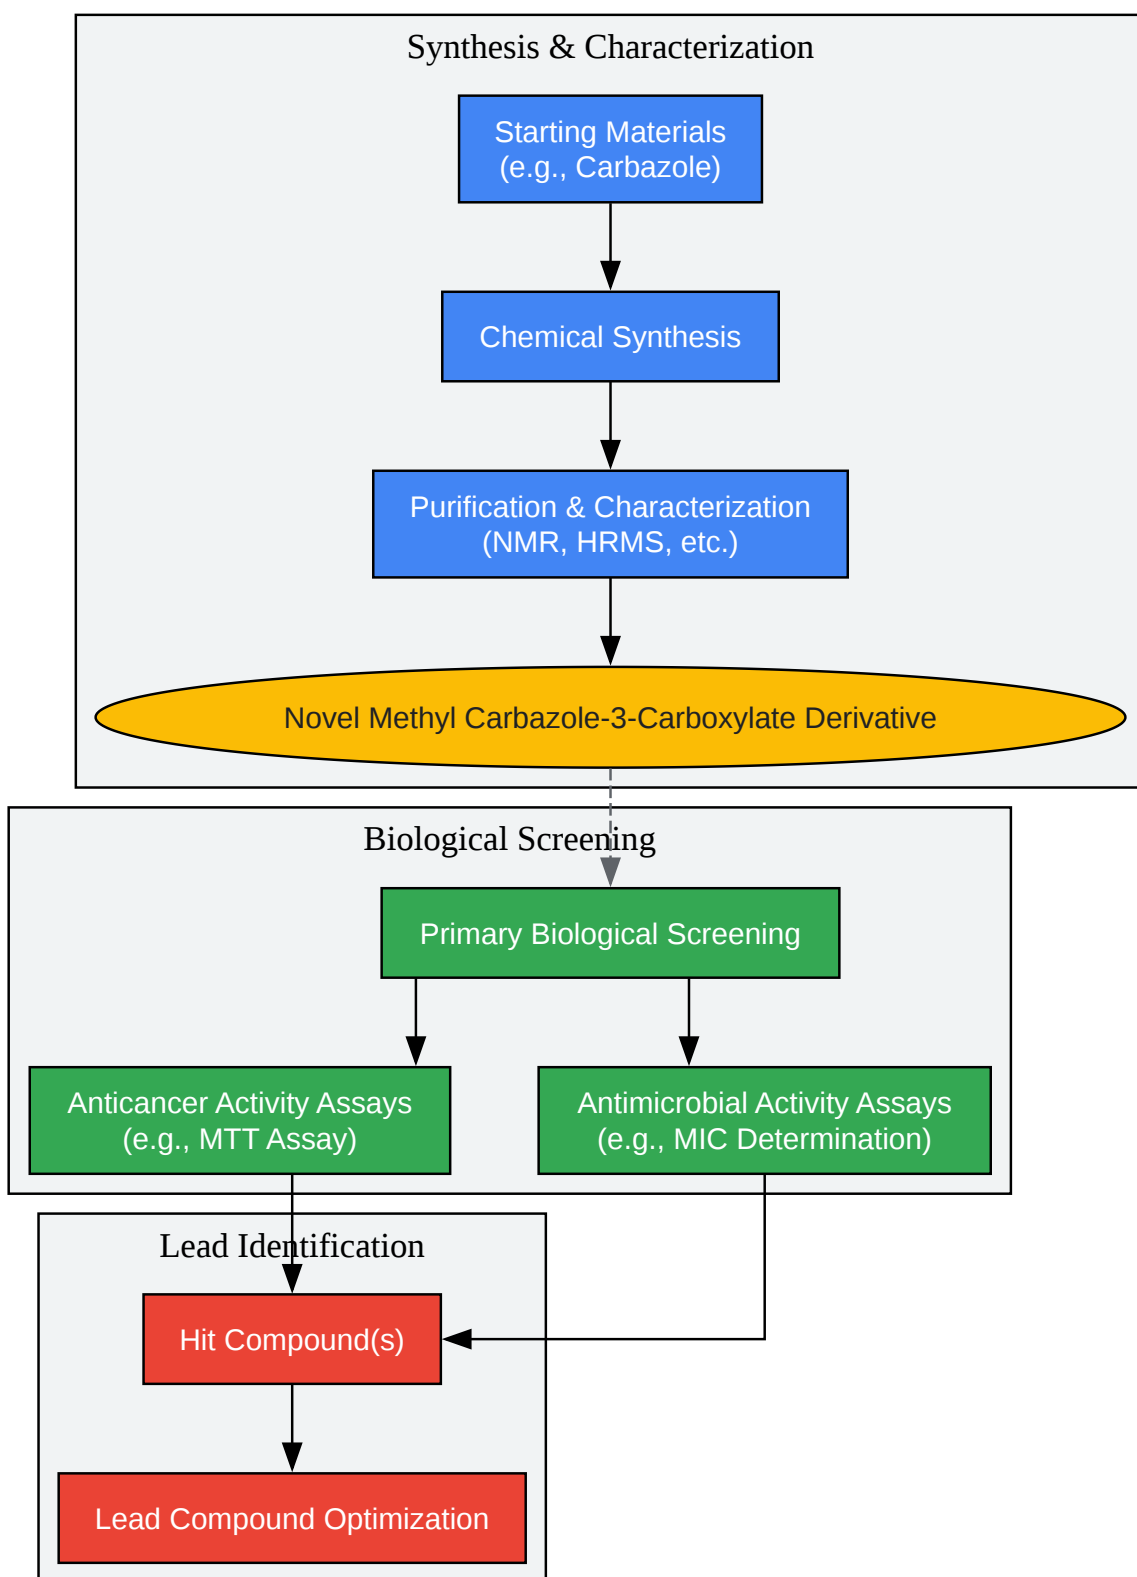 Synthesis & Characterization
Starting Materials
(e.g., Carbazole)
Chemical Synthesis
Purification & Characterization
(NMR, HRMS, etc.)
Novel Methyl Carbazole-3-Carboxylate Derivative
Biological Screening
Primary Biological Screening
Anticancer Activity Assays
(e.g., MTT Assay)
Antimicrobial Activity Assays
(e.g., MIC Determination)
Lead Identification
Hit Compound(s)
Lead Compound Optimization